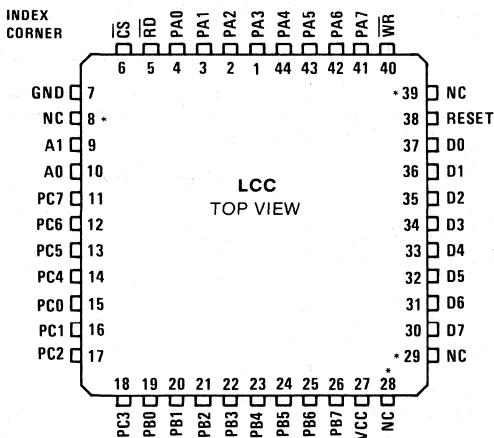 INDEX
CORNER
CS RD PA0 PA1 PA2 PA3 PA4 PA5 PA6 PA7 WR
6 5 4 3 2 1 44 43 42 41 40
GND 7
NC 8 *
A1 9
A0 10
PC7 11
PC6 12
PC5 13
PC4 14
PC0 15
PC1 16
PC2 17
LCC
TOP VIEW
* 39 NC
38 RESET
37 D0
36 D1
35 D2
34 D3
33 D4
32 D5
31 D6
30 D7
* 29 NC
*
18 19 20 21 22 23 24 25 26 27 28
PC3 PB0 PB1 PB2 PB3 PB4 PB5 PB6 PB7 VCC NC